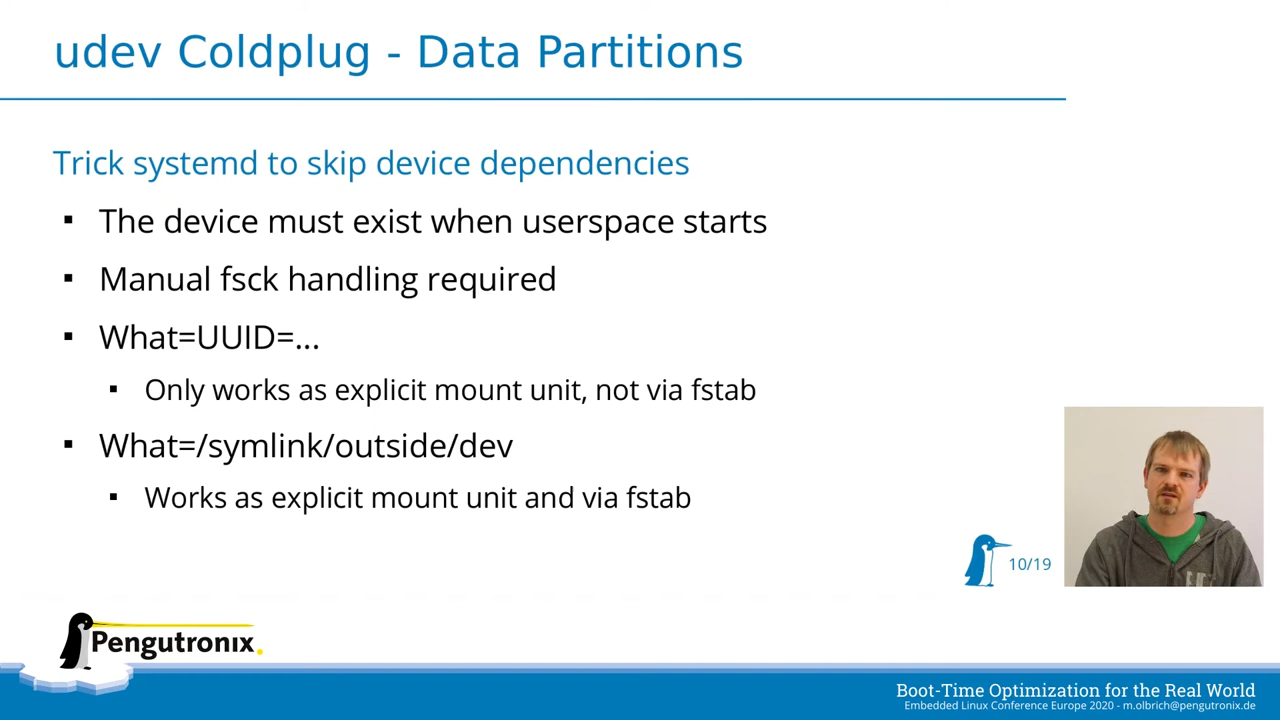 udev Coldplug - Data Partitions
Trick systemd to skip device dependencies
▪ The device must exist when userspace starts
▪ Manual fsck handling required
▪ What=UUID=...
▪ Only works as explicit mount unit, not via fstab
▪ What=/symlink/outside/dev
▪ Works as explicit mount unit and via fstab
10/19
Pengutronix.
Boot-Time Optimization for the Real World
Embedded Linux Conference Europe 2020 - m.olbrich@pengutronix.de